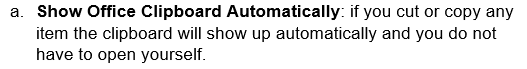 a. Show Office Clipboard Automatically: if you cut or copy any
item the clipboard will show up automatically and you do not
have to open yourself.